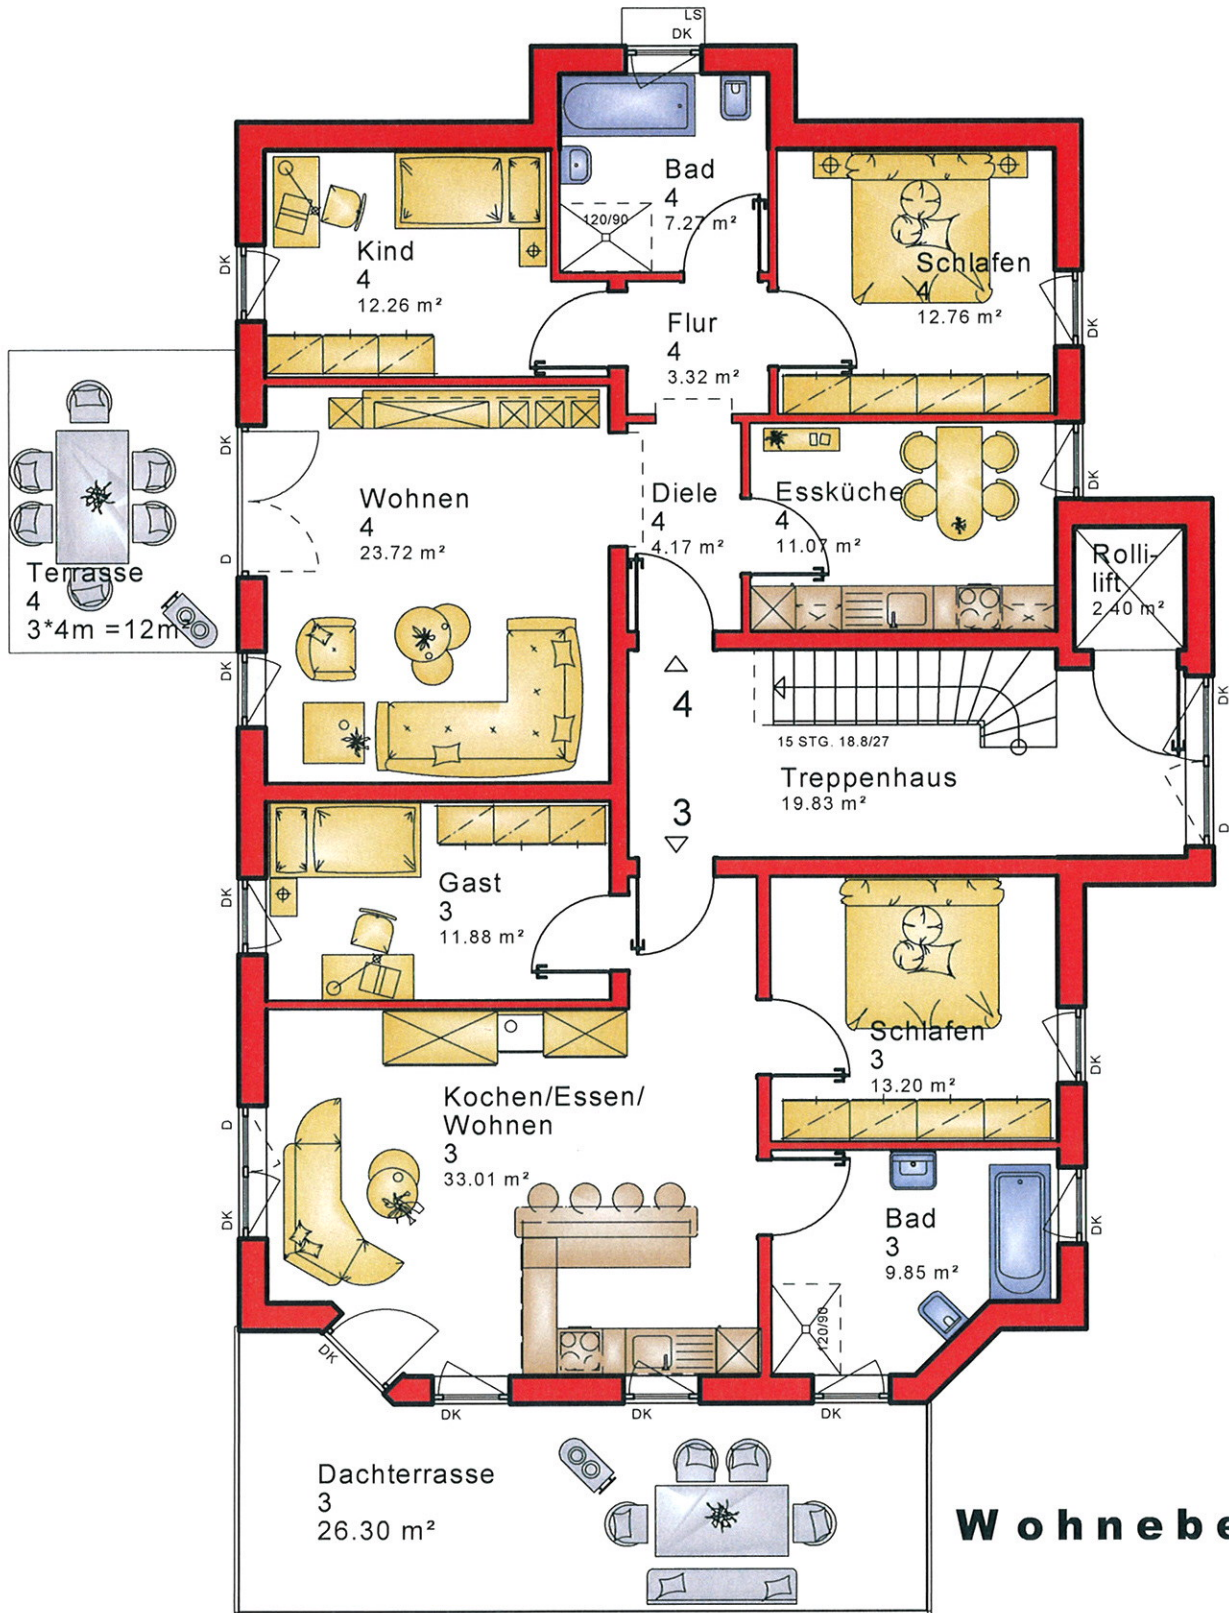 LS
DK
Bad
4
7.27 m²
120/90
Kind
4
12.26 m²
DK
Schlafen
4
12.76 m²
DK
Flur
4
3.32 m²
DK
Wohnen
4
23.72 m²
D
Diele
4
4.17 m²
Essküche
4
11.07 m²
DK
Terrasse
4
3*4m =12m²
Rolli-
lift
2.40 m²
DK
4
15 STG. 18.8/27
Treppenhaus
19.83 m²
DK
D
3
Gast
3
11.88 m²
DK
Schlafen
3
13.20 m²
DK
Kochen/Essen/
Wohnen
3
33.01 m²
D
DK
Bad
3
9.85 m²
DK
120/90
DK
DK
DK
DK
Dachterrasse
3
26.30 m²
Wohnebe